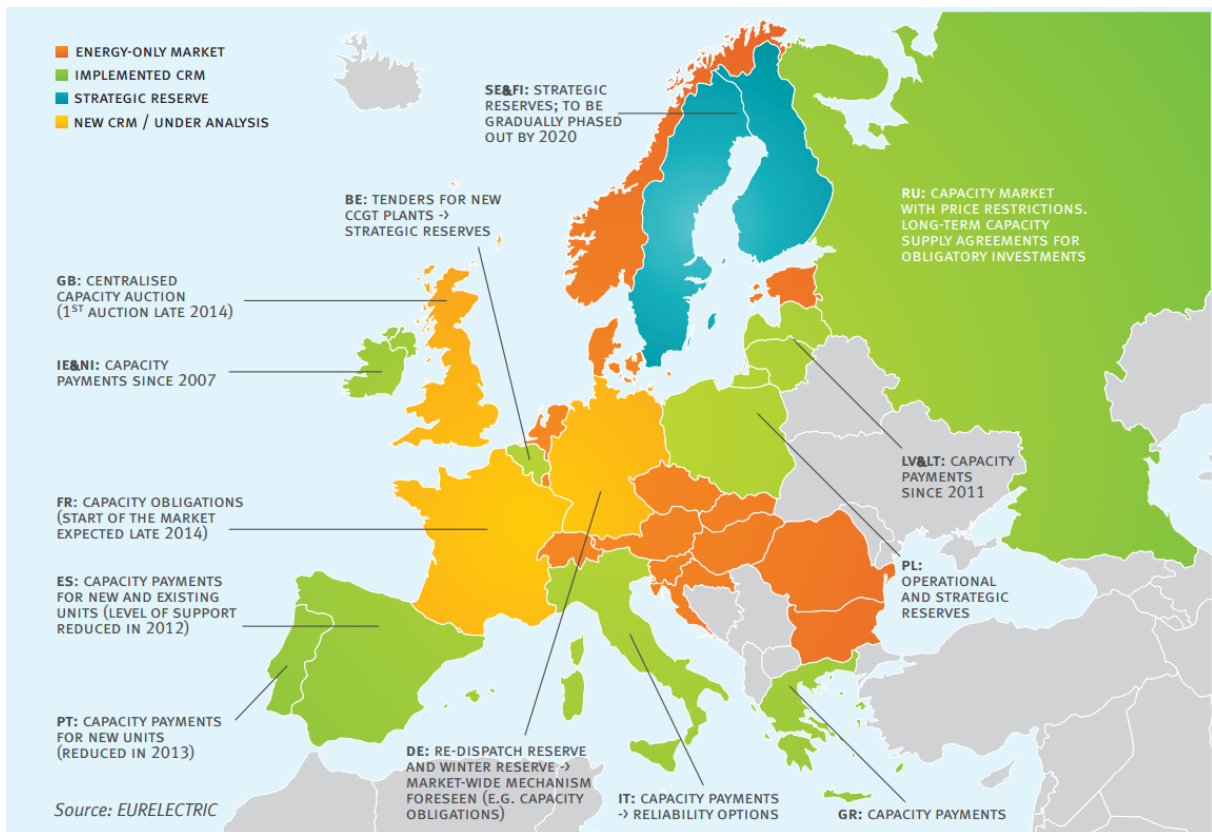 ENERGY-ONLY MARKET
IMPLEMENTED CRM
STRATEGIC RESERVE
NEW CRM / UNDER ANALYSIS
SE&FI: STRATEGIC
RESERVES; TO BE
GRADUALLY PHASED
OUT BY 2020
BE: TENDERS FOR NEW
CCGT PLANTS ->
STRATEGIC RESERVES
RU: CAPACITY MARKET
WITH PRICE RESTRICTIONS.
LONG-TERM CAPACITY
SUPPLY AGREEMENTS FOR
OBLIGATORY INVESTMENTS
GB: CENTRALISED
CAPACITY AUCTION
(1ST AUCTION LATE 2014)
IE&NI: CAPACITY
PAYMENTS SINCE 2007
LV&LT: CAPACITY
PAYMENTS
SINCE 2011
FR: CAPACITY OBLIGATIONS
(START OF THE MARKET
EXPECTED LATE 2014)
PL:
OPERATIONAL
AND STRATEGIC
RESERVES
ES: CAPACITY PAYMENTS
FOR NEW AND EXISTING
UNITS (LEVEL OF SUPPORT
REDUCED IN 2012)
PT: CAPACITY PAYMENTS
FOR NEW UNITS
(REDUCED IN 2013)
DE: RE-DISPATCH RESERVE
AND WINTER RESERVE ->
MARKET-WIDE MECHANISM
FORESEEN (E.G. CAPACITY
OBLIGATIONS)
IT: CAPACITY PAYMENTS
-> RELIABILITY OPTIONS
GR: CAPACITY PAYMENTS
Source: EURELECTRIC